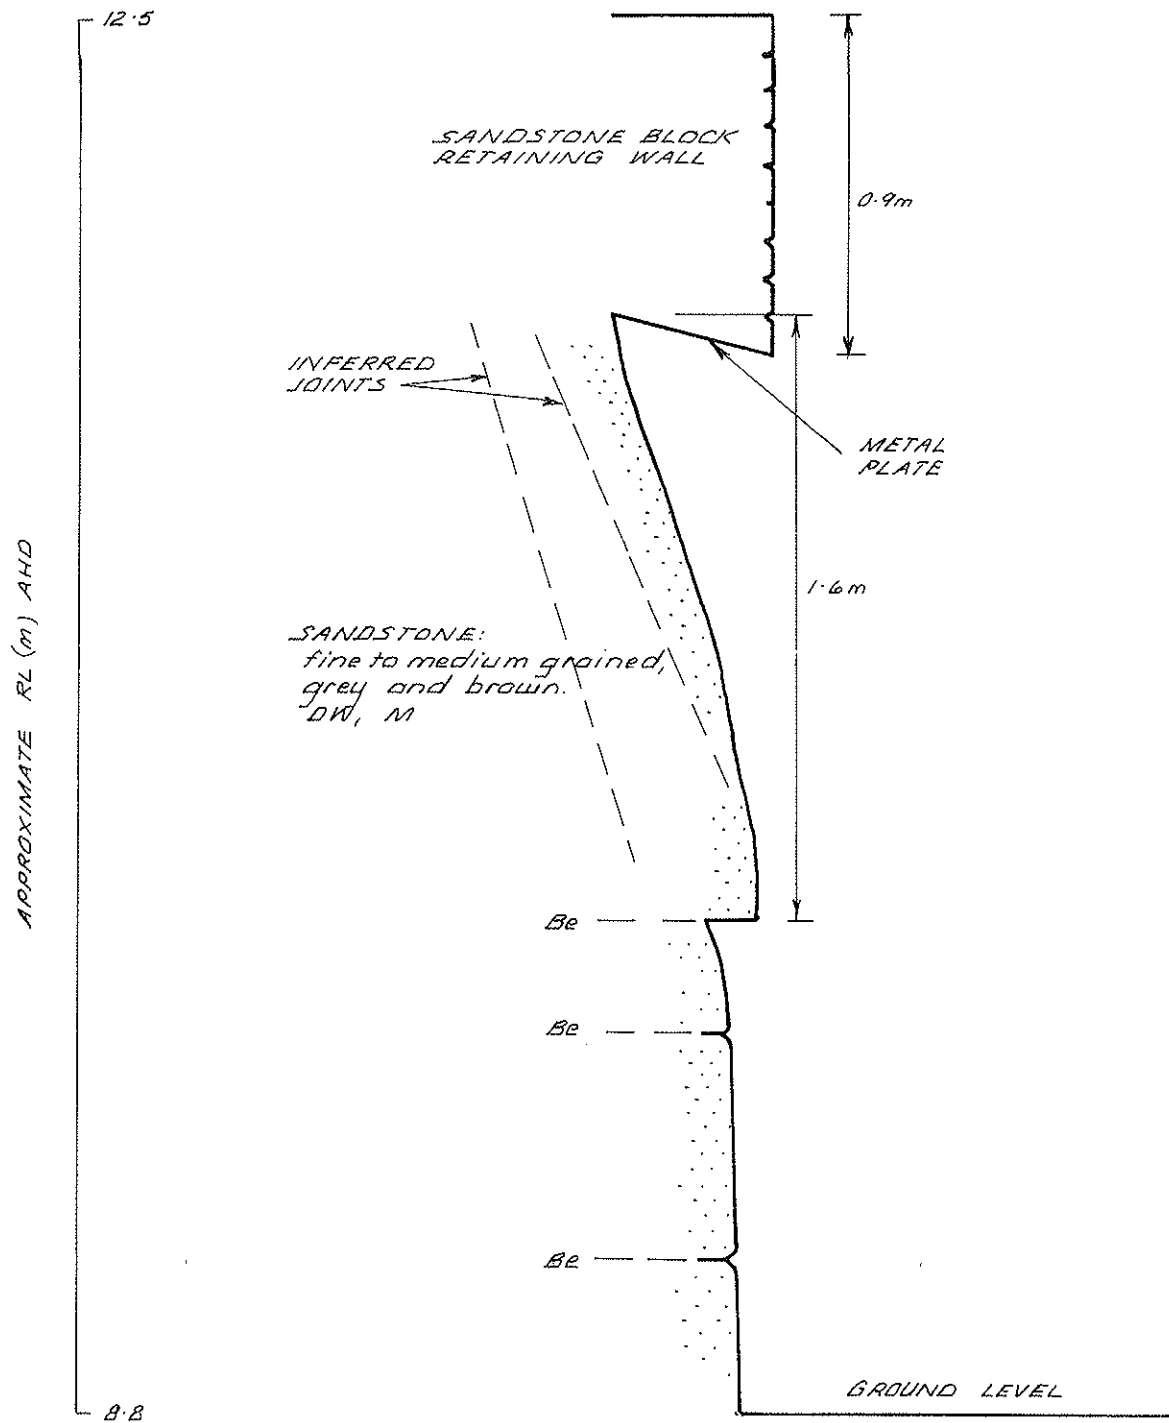 12.5
SANDSTONE BLOCK
RETAINING WALL
0.9m
INFERRED
JOINTS
METAL
PLATE
APPROXIMATE RL (m) AHD
1.6m
SANDSTONE:
fine to medium grained,
grey and brown.
DW, M
Be
Be
Be
GROUND LEVEL
8.8